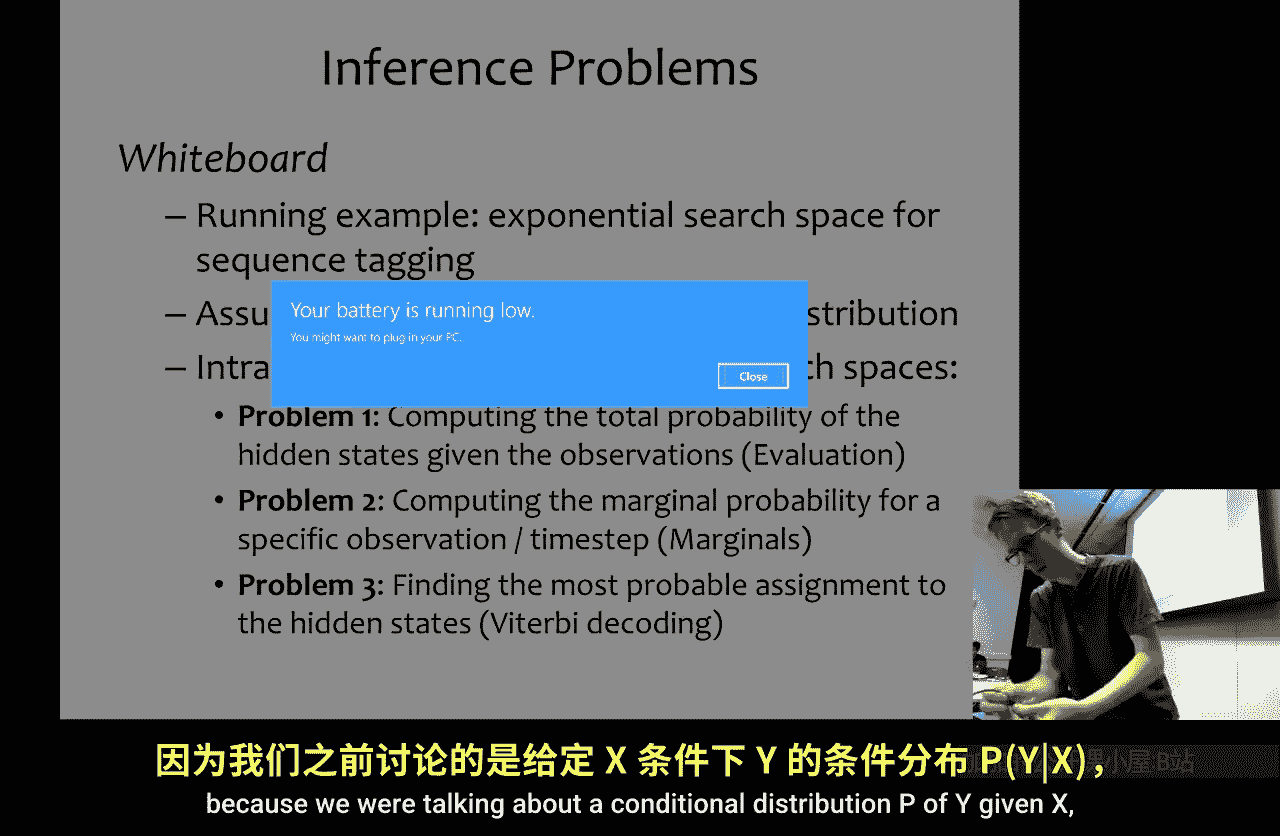 Inference Problems
Whiteboard
– Running example: exponential search space for
sequence tagging
– Assu stribution
– Intra ch spaces:
Your battery is running low.
You might want to plug in your PC.
Close
• Problem 1: Computing the total probability of the
hidden states given the observations (Evaluation)
• Problem 2: Computing the marginal probability for a
specific observation / timestep (Marginals)
• Problem 3: Finding the most probable assignment to
the hidden states (Viterbi decoding)
因为我们之前讨论的是给定 X 条件下 Y 的条件分布 P(Y|X)，
小屋:B站
because we were talking about a conditional distribution P of Y given X,